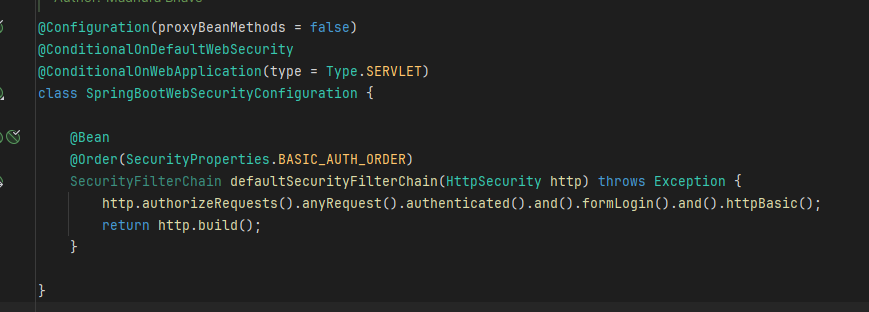 @Configuration(proxyBeanMethods = false)
@ConditionalOnDefaultWebSecurity
@ConditionalOnWebApplication(type = Type.SERVLET)
class SpringBootWebSecurityConfiguration {
@Bean
@Order(SecurityProperties.BASIC_AUTH_ORDER)
SecurityFilterChain defaultSecurityFilterChain(HttpSecurity http) throws Exception {
http.authorizeRequests().anyRequest().authenticated().and().formLogin().and().httpBasic();
return http.build();
}
}